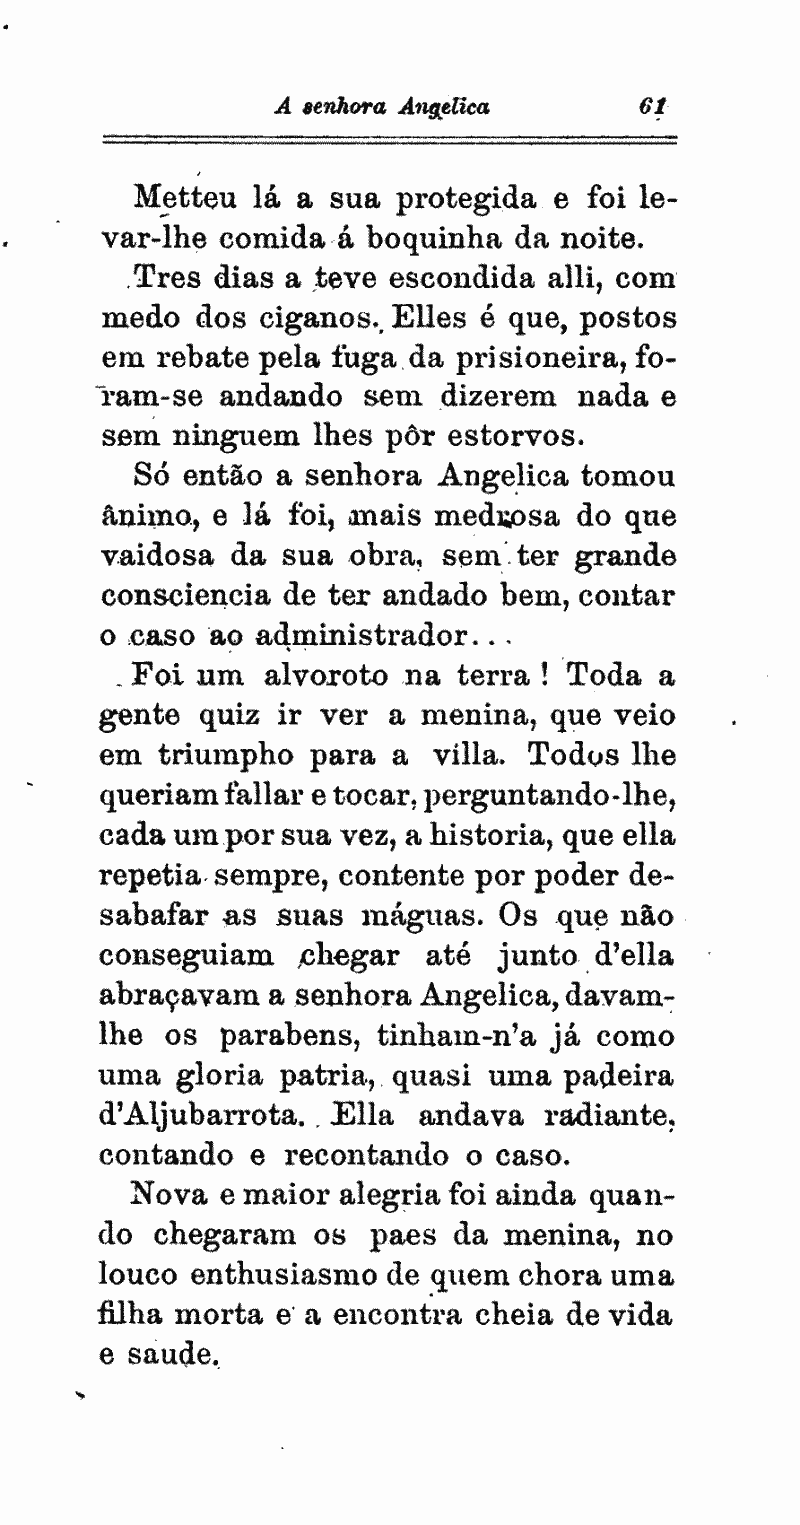 A senhora Angelica 61
Metteu lá a sua protegida e foi le-
var-lhe comida á boquinha da noite.
Tres dias a teve escondida alli, com
medo dos ciganos. Elles é que, postos
em rebate pela fuga da prisioneira, fo-
ram-se andando sem dizerem nada e
sem ninguem lhes pôr estorvos.
Só então a senhora Angelica tomou
ânimo, e lá foi, mais medrosa do que
vaidosa da sua obra, sem ter grande
consciencia de ter andado bem, contar
o caso ao administrador...
Foi um alvoroto na terra! Toda a
gente quiz ir ver a menina, que veio
em triumpho para a villa. Todos lhe
queriam fallar e tocar, perguntando-lhe,
cada um por sua vez, a historia, que ella
repetia sempre, contente por poder de-
sabafar as suas máguas. Os que não
conseguiam chegar até junto d'ella
abraçavam a senhora Angelica, davam-
lhe os parabens, tinham-n'a já como
uma gloria patria, quasi uma padeira
d'Aljubarrota. Ella andava radiante,
contando e recontando o caso.
Nova e maior alegria foi ainda quan-
do chegaram os paes da menina, no
louco enthusiasmo de quem chora uma
filha morta e a encontra cheia de vida
e saude.